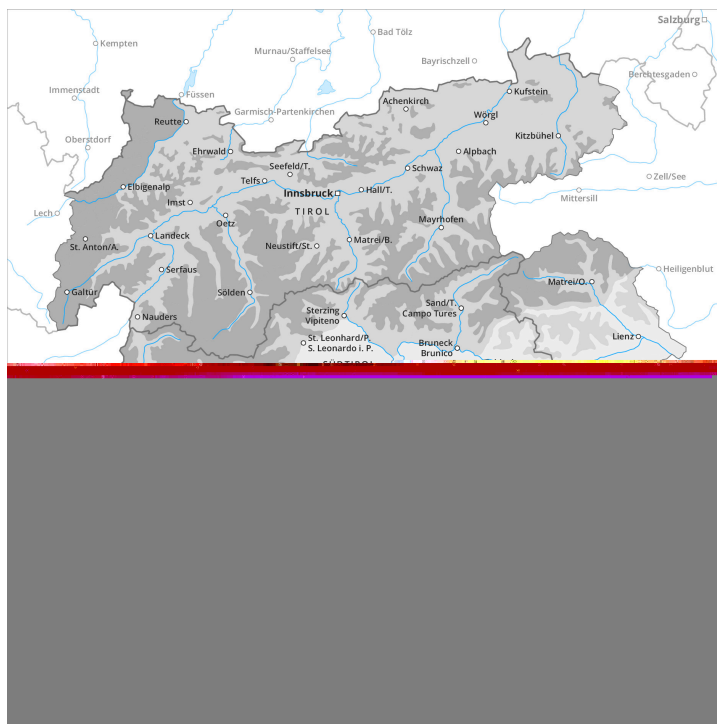 Salzburg
Kempten
Bad Tölz
Murnau/Staffelsee
Bayrischzell
Berchtesgaden
Immenstadt
Füssen
Kufstein
Achenkirch
Garmisch-Partenkirchen
Wörgl
Reutte
Kitzbühel
Oberstdorf
Ehrwald
Alpbach
Seefeld/T.
Schwaz
Zell/See
Telfs
Elbigenalp
Innsbruck
Hall/T.
Mittersill
Imst
TIROL
Lech
Oetz
Mayrhofen
Landeck
St. Anton/A.
Neustift/St.
Matrei/B.
Serfaus
Heiligenblut
Galtür
Sölden
Matrei/O.
Sand/T.
Campo Tures
Sterzing
Vipiteno
Nauders
St. Leonhard/P.
S. Leonardo i. P.
Lienz
Bruneck
Brunico